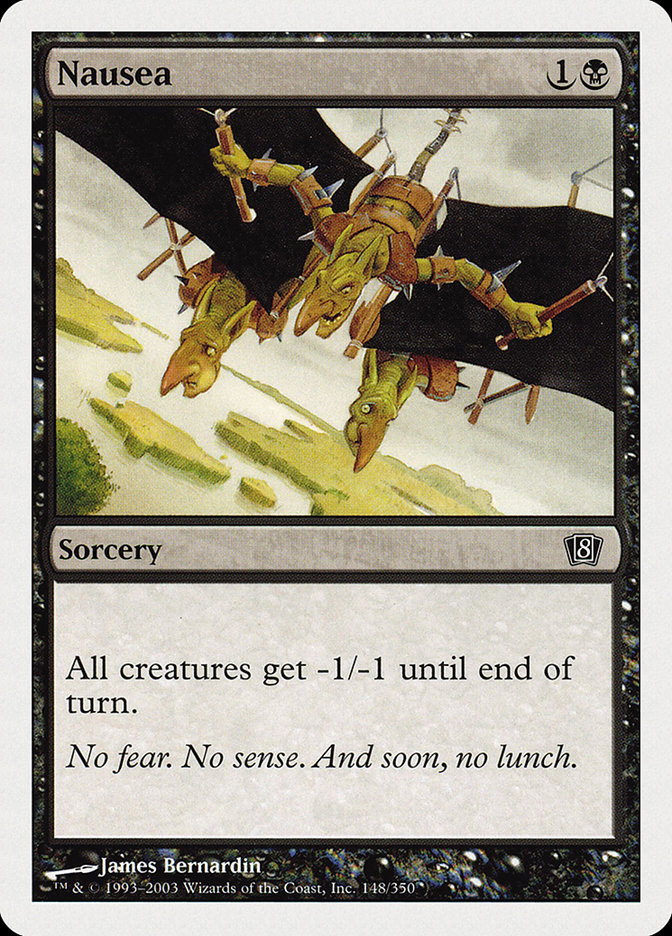 Nausea 1
Sorcery 8
All creatures get -1/-1 until end of
turn.
No fear. No sense. And soon, no lunch.
James Bernardin
™ & © 1993–2003 Wizards of the Coast, Inc. 148/350